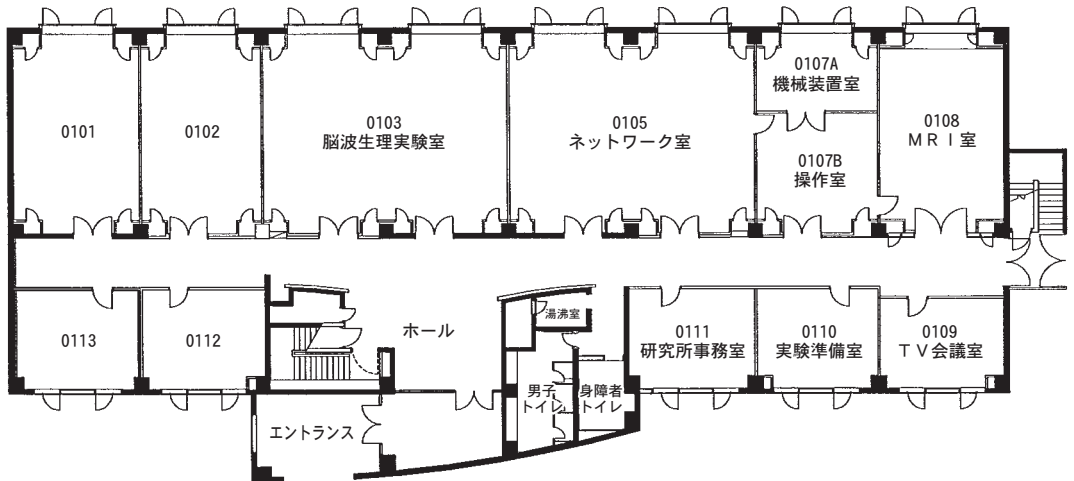 0101
0102
0103
脳波生理実験室
0105
ネットワーク室
0107A
機械装置室
0107B
操作室
0108
ＭＲＩ室
0113
0112
ホール
湯沸室
0111
研究所事務室
0110
実験準備室
0109
ＴＶ会議室
エントランス
男子
トイレ
身障者
トイレ